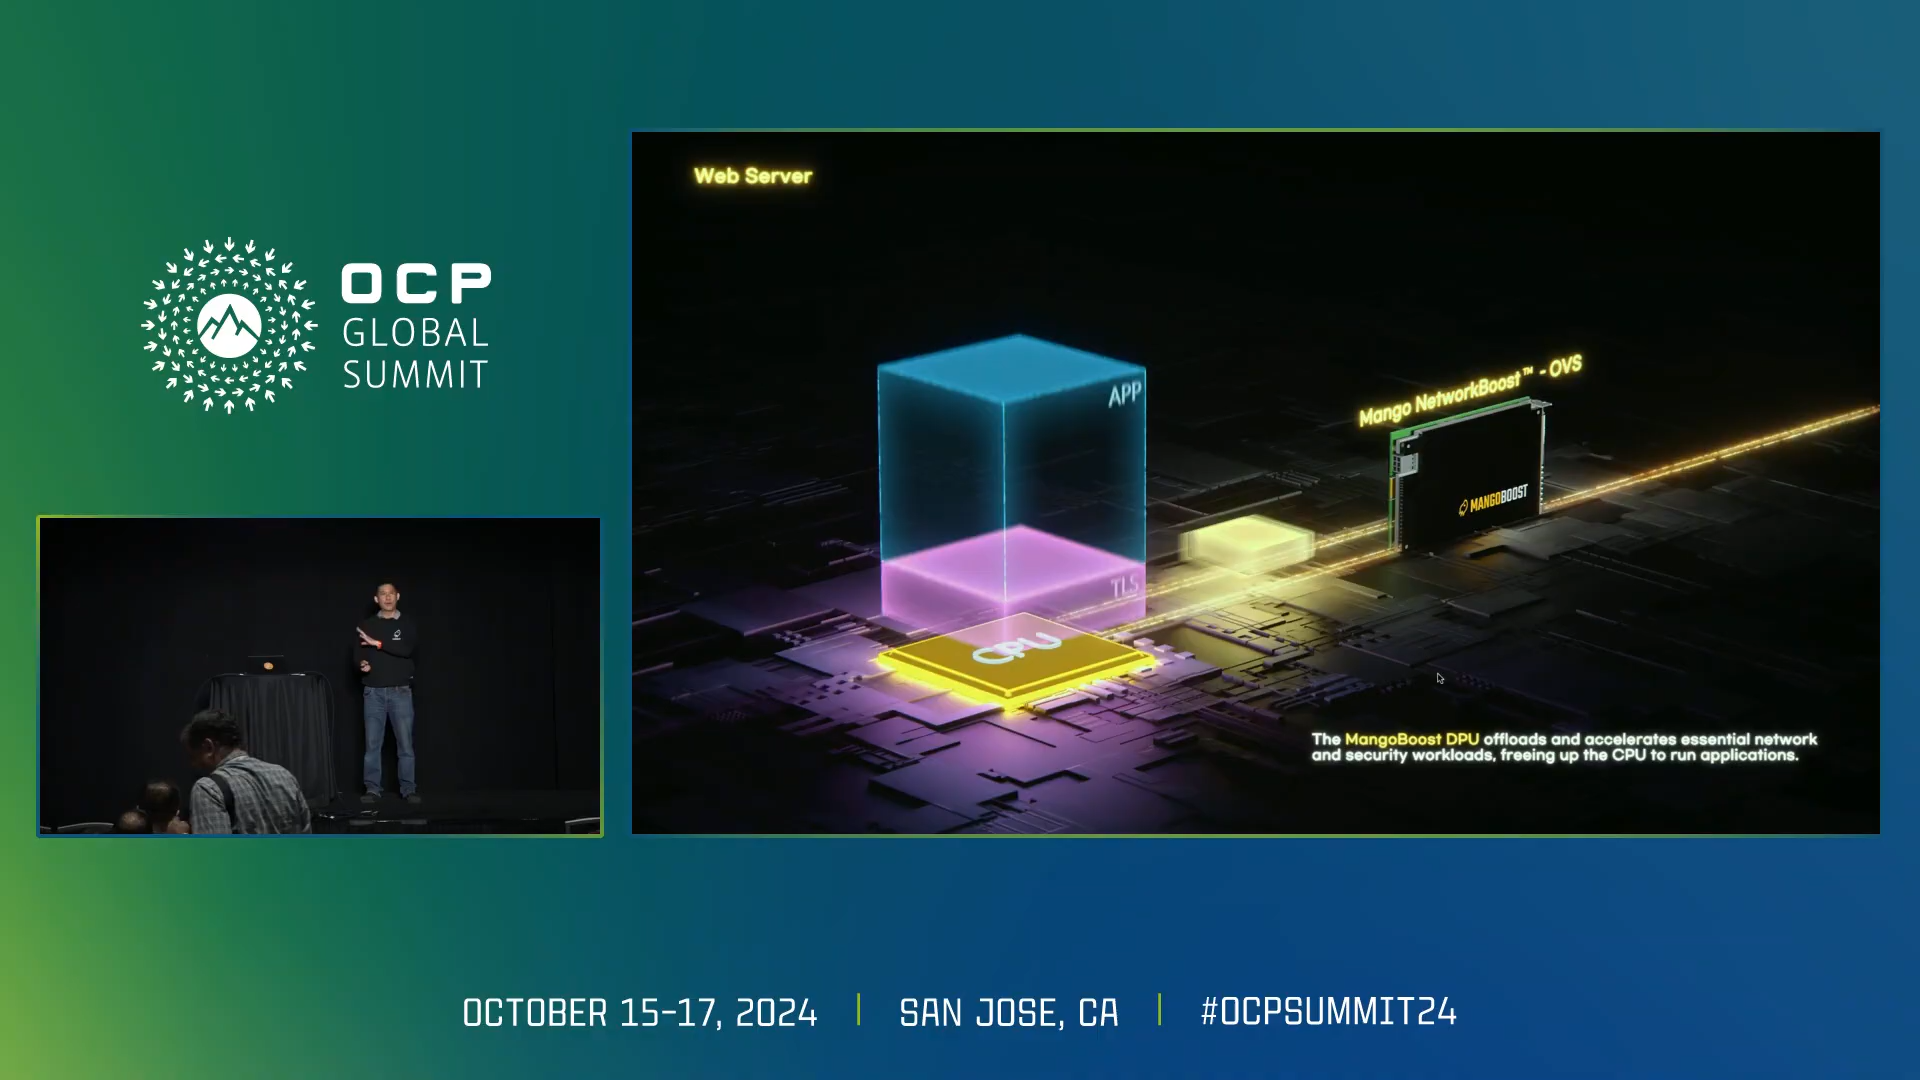 OCP
GLOBAL
SUMMIT
Web Server
APP
TLS
CPU
Mango NetworkBoost™ - OVS
MANGOBOOST
The MangoBoost DPU offloads and accelerates essential network
and security workloads, freeing up the CPU to run applications.
OCTOBER 15-17, 2024
SAN JOSE, CA
#OCPSUMMIT24